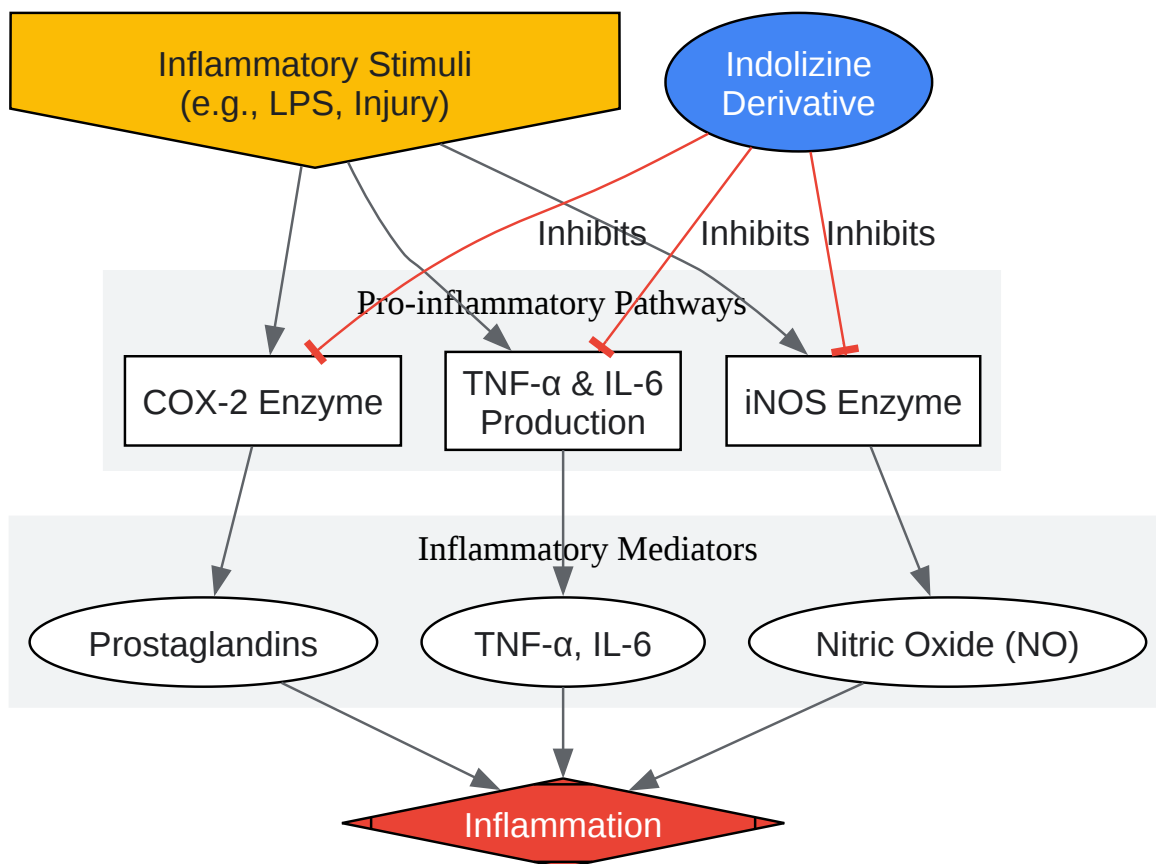 Inflammatory Stimuli
(e.g., LPS, Injury)
Indolizine
Derivative
Inhibits
Inhibits
Inhibits
Pro-inflammatory Pathways
COX-2 Enzyme
TNF-α & IL-6
Production
iNOS Enzyme
Inflammatory Mediators
Prostaglandins
TNF-α, IL-6
Nitric Oxide (NO)
Inflammation